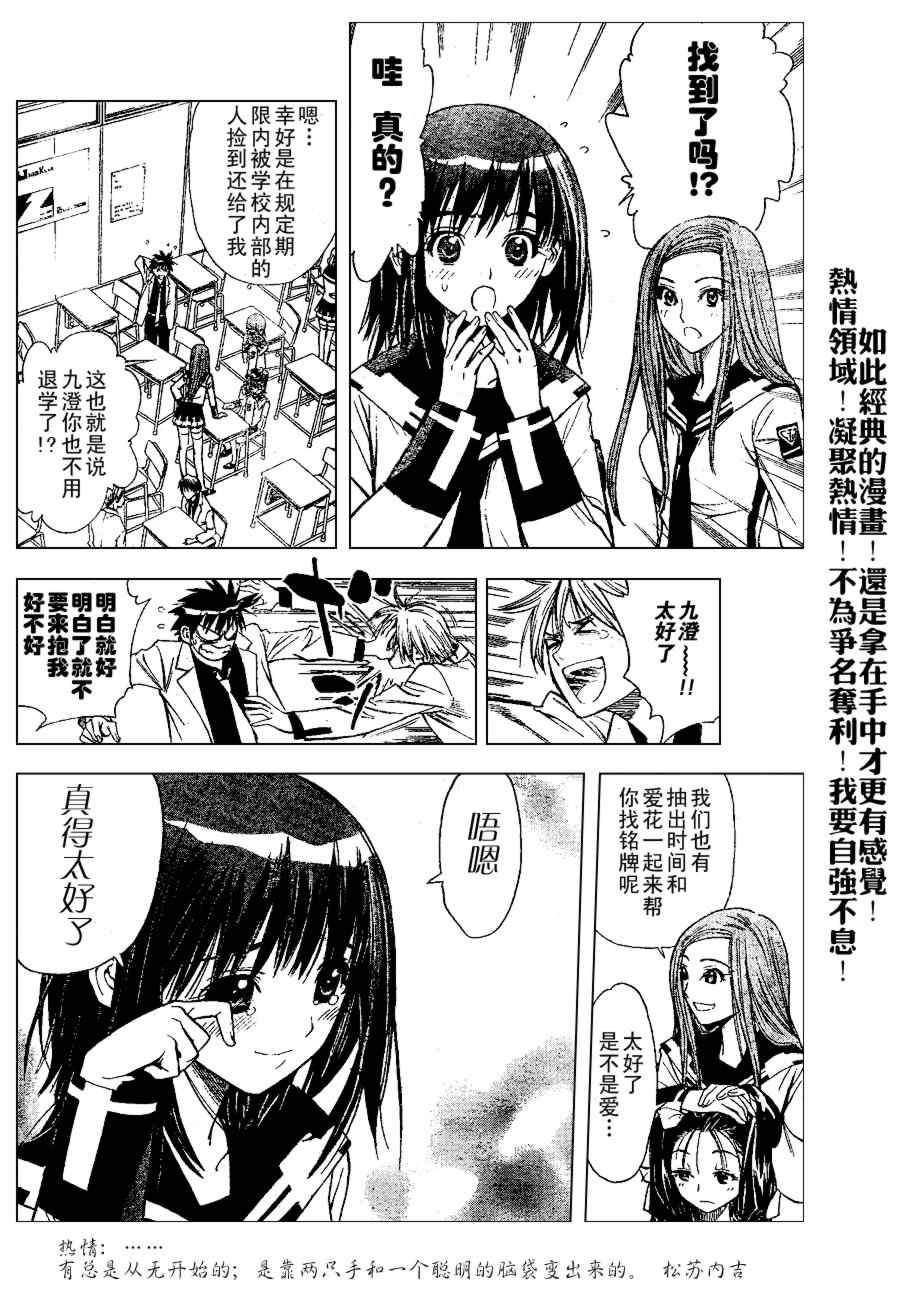 找到了吗!?
哇 真的?
嗯…
幸好是在规定期
限内被学校内部的
人捡到还给了我
这也就是说
九澄你也不用
退学了!?
九澄~~~!!
太好了
明白就好
明白了就不
要来抱我
好不好
我们也有
抽出时间和
爱花一起来帮
你找铭牌呢
太好了
是不是爱…
唔嗯
真得太好了
如此經典的漫畫！還是拿在手中才更有感覺！
熱情領域！凝聚熱情！不為爭名奪利！我要自強不息！
热情：……
有总是从无开始的；是靠两只手和一个聪明的脑袋变出来的。 松苏内吉